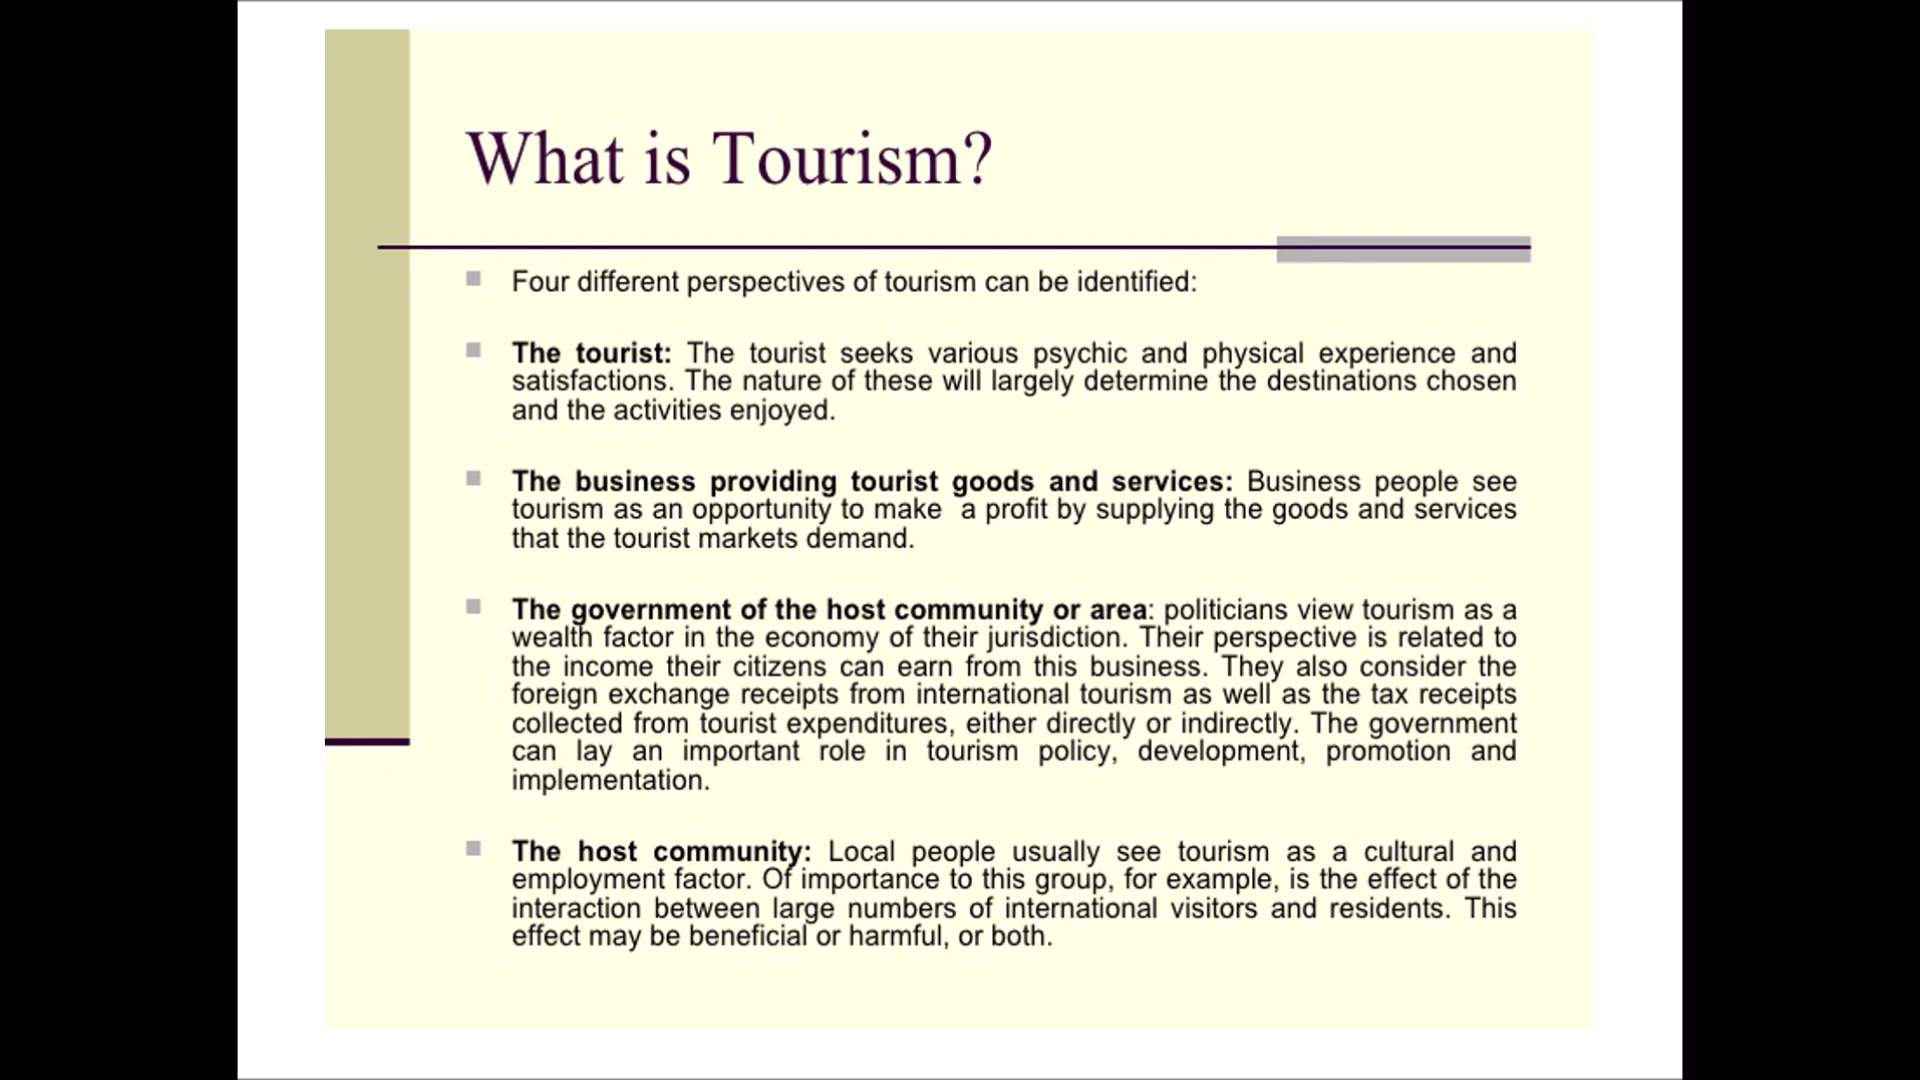 What is Tourism?
Four different perspectives of tourism can be identified:
The tourist: The tourist seeks various psychic and physical experience and
satisfactions. The nature of these will largely determine the destinations chosen
and the activities enjoyed.
The business providing tourist goods and services: Business people see
tourism as an opportunity to make  a profit by supplying the goods and services
that the tourist markets demand.
The government of the host community or area: politicians view tourism as a
wealth factor in the economy of their jurisdiction. Their perspective is related to
the income their citizens can earn from this business. They also consider the
foreign exchange receipts from international tourism as well as the tax receipts
collected from tourist expenditures, either directly or indirectly. The government
can lay an important role in tourism policy, development, promotion and
implementation.
The host community: Local people usually see tourism as a cultural and
employment factor. Of importance to this group, for example, is the effect of the
interaction between large numbers of international visitors and residents. This
effect may be beneficial or harmful, or both.